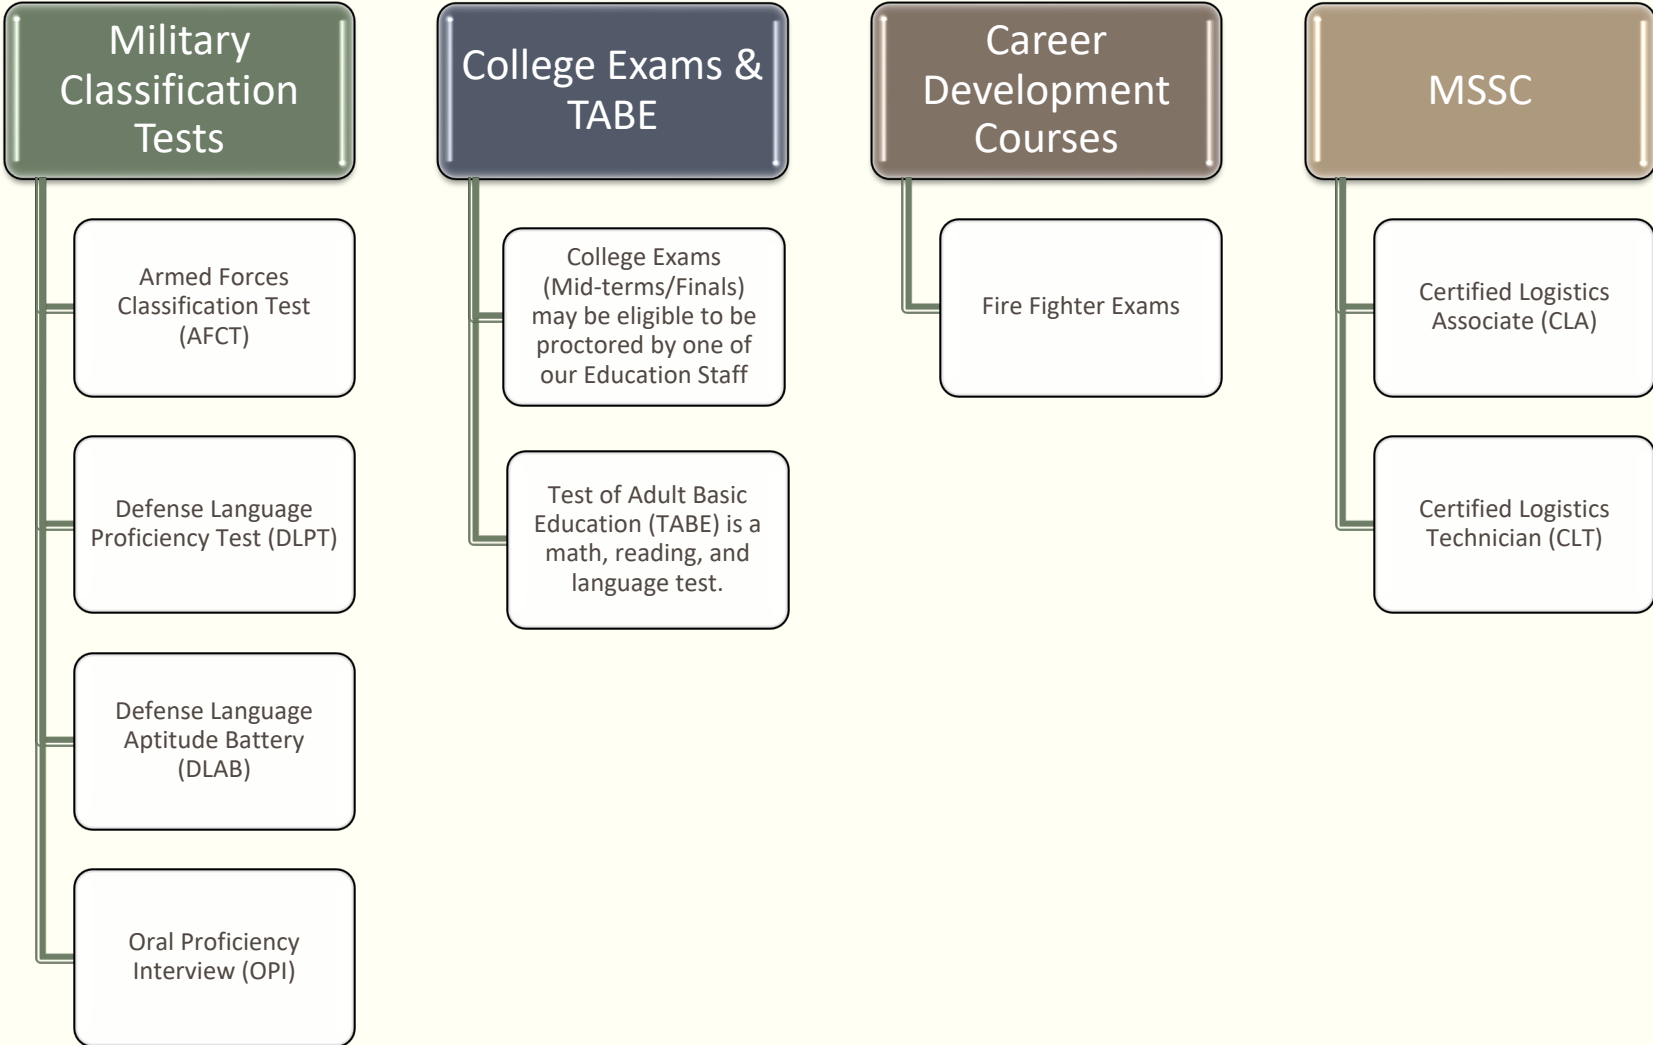 Military
Classification
Tests
Armed Forces
Classification Test
(AFCT)
Defense Language
Proficiency Test (DLPT)
Defense Language
Aptitude Battery
(DLAB)
Oral Proficiency
Interview (OPI)
College Exams &
TABE
College Exams
(Mid-terms/Finals)
may be eligible to be
proctored by one of
our Education Staff
Test of Adult Basic
Education (TABE) is a
math, reading, and
language test.
Career
Development
Courses
Fire Fighter Exams
MSSC
Certified Logistics
Associate (CLA)
Certified Logistics
Technician (CLT)